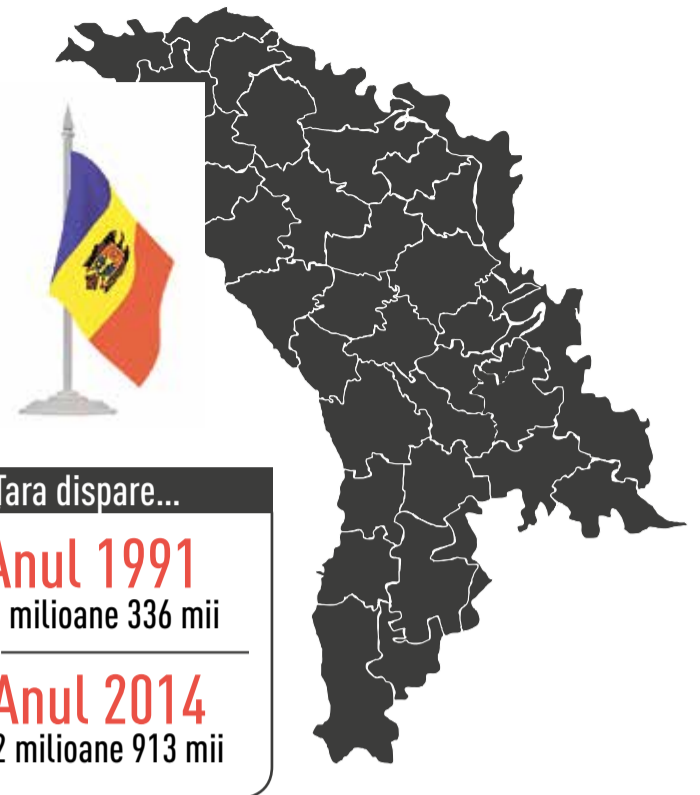 Tara dispare...
Anul 1991
milioane 336 mii
Anul 2014
2 milioane 913 mii